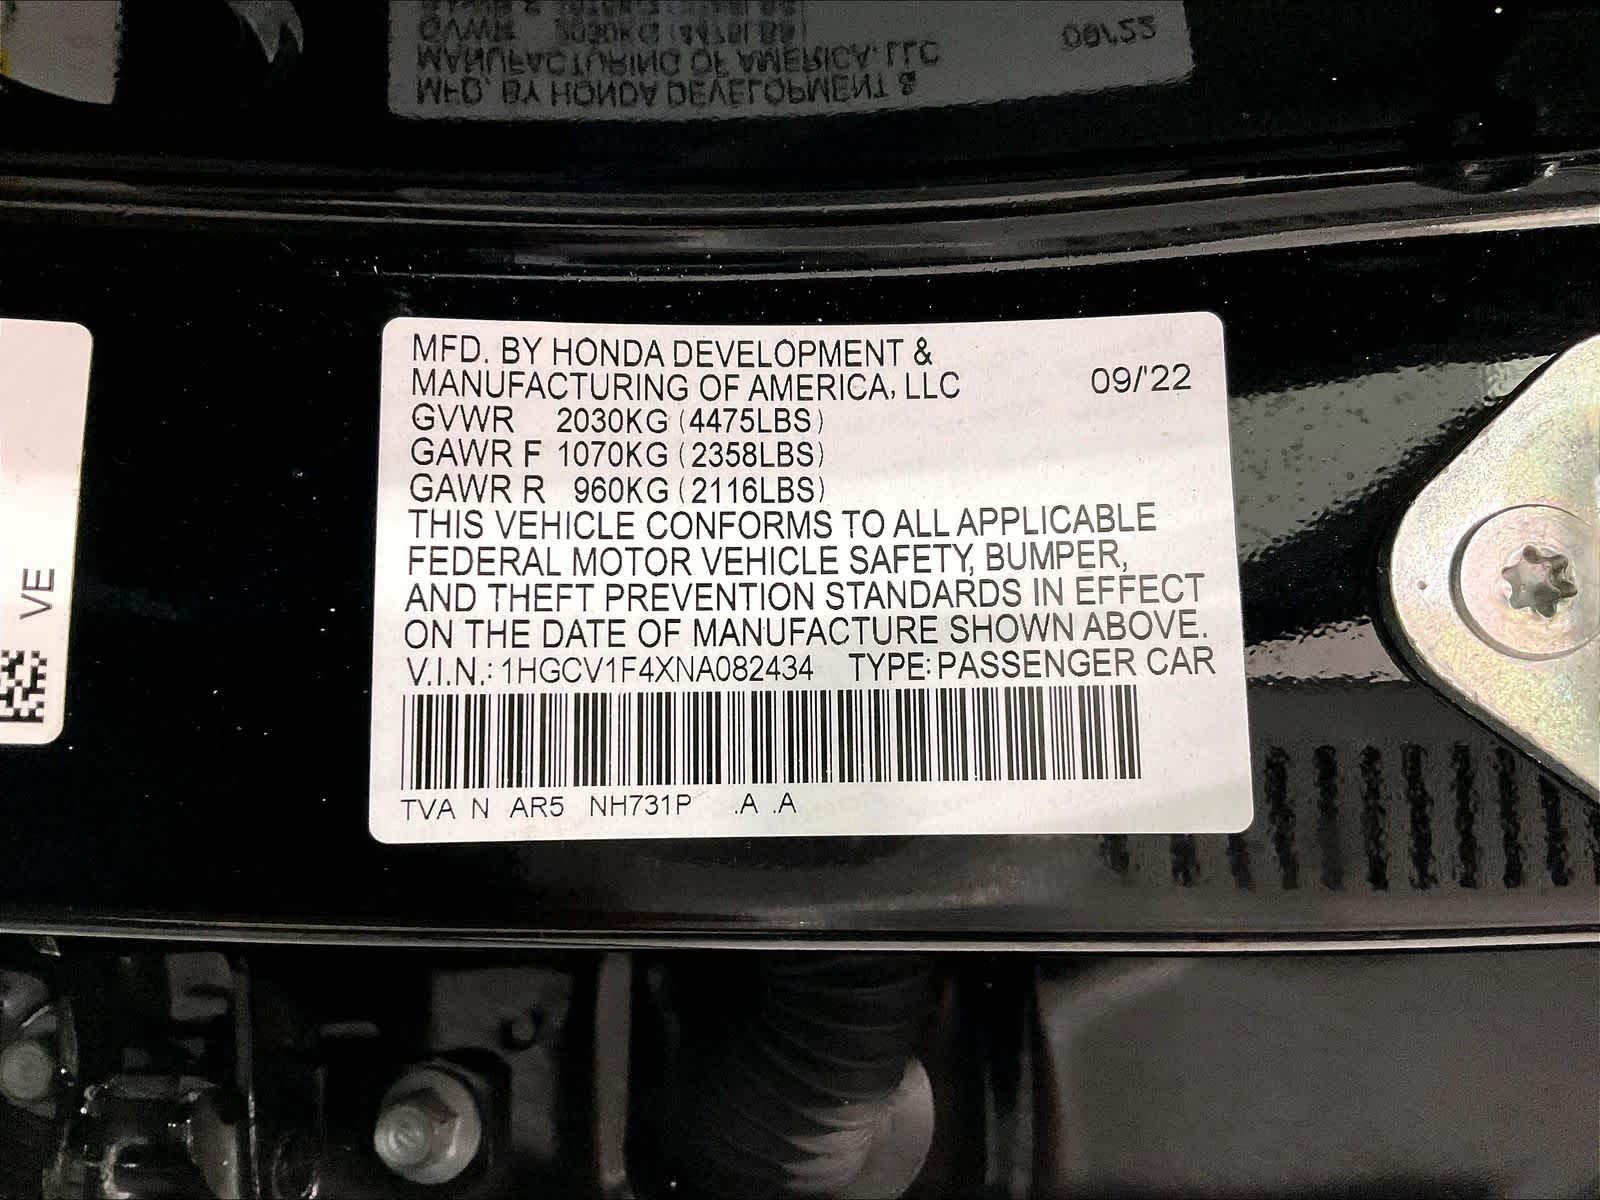 MFD. BY HONDA DEVELOPMENT &
MANUFACTURING OF AMERICA, LLC 09/'22
GVWR 2030KG (4475LBS)
GAWR F 1070KG (2358LBS)
GAWR R 960KG (2116LBS)
THIS VEHICLE CONFORMS TO ALL APPLICABLE
FEDERAL MOTOR VEHICLE SAFETY, BUMPER,
AND THEFT PREVENTION STANDARDS IN EFFECT
ON THE DATE OF MANUFACTURE SHOWN ABOVE.
V.I.N.: 1HGCV1F4XNA082434 TYPE: PASSENGER CAR
TVA N AR5 NH731P .A .A
VE